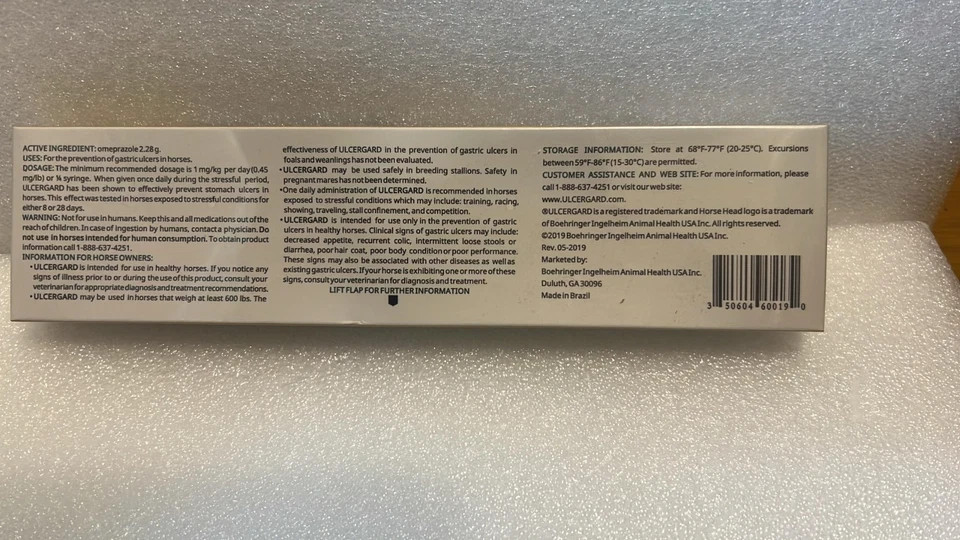 ACTIVE INGREDIENT: omeprazole 2.28 g.
USES: For the prevention of gastric ulcers in horses.
DOSAGE: The minimum recommended dosage is 1 mg/kg per day (0.45
mg/lb) or ¼ syringe. When given once daily during the stressful period,
ULCERGARD has been shown to effectively prevent stomach ulcers in
horses. This effect was tested in horses exposed to stressful conditions for
either 8 or 28 days.
WARNING: Not for use in humans. Keep this and all medications out of the
reach of children. In case of ingestion by humans, contact a physician. Do
not use in horses intended for human consumption. To obtain product
information call 1-888-637-4251.
INFORMATION FOR HORSE OWNERS:
• ULCERGARD is intended for use in healthy horses. If you notice any
signs of illness prior to or during the use of this product, consult your
veterinarian for appropriate diagnosis and treatment recommendations.
• ULCERGARD may be used in horses that weigh at least 600 lbs. The
effectiveness of ULCERGARD in the prevention of gastric ulcers in
foals and weanlings has not been evaluated.
• ULCERGARD may be used safely in breeding stallions. Safety in
pregnant mares has not been determined.
• One daily administration of ULCERGARD is recommended in horses
exposed to stressful conditions which may include: training, racing,
showing, traveling, stall confinement, and competition.
• ULCERGARD is intended for use only in the prevention of gastric
ulcers in healthy horses. Clinical signs of gastric ulcers may include:
decreased appetite, recurrent colic, intermittent loose stools or
diarrhea, poor hair coat, poor body condition or poor performance.
These signs may also be associated with other diseases as well as
existing gastric ulcers. If your horse is exhibiting one or more of these
signs, consult your veterinarian for diagnosis and treatment.
LIFT FLAP FOR FURTHER INFORMATION
STORAGE INFORMATION: Store at 68°F-77°F (20-25°C). Excursions
between 59°F-86°F (15-30°C) are permitted.
CUSTOMER ASSISTANCE AND WEB SITE: For more information, please
call 1-888-637-4251 or visit our web site:
www.ULCERGARD.com.
®ULCERGARD is a registered trademark and Horse Head logo is a trademark
of Boehringer Ingelheim Animal Health USA Inc. All rights reserved.
©2019 Boehringer Ingelheim Animal Health USA Inc.
Rev. 05-2019
Marketed by:
Boehringer Ingelheim Animal Health USA Inc.
Duluth, GA 30096
Made in Brazil
3 50604 60019 0